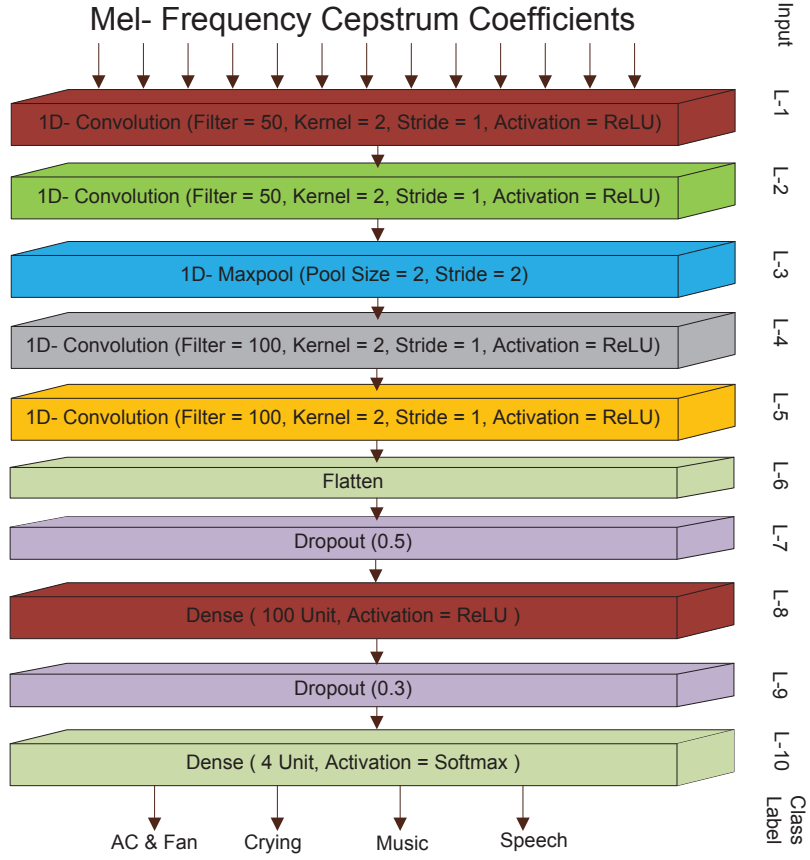 Mel- Frequency Cepstrum Coefficients
Input
1D- Convolution (Filter = 50, Kernel = 2, Stride = 1, Activation = ReLU)
L-1
1D- Convolution (Filter = 50, Kernel = 2, Stride = 1, Activation = ReLU)
L-2
1D- Maxpool (Pool Size = 2, Stride = 2)
L-3
1D- Convolution (Filter = 100, Kernel = 2, Stride = 1, Activation = ReLU)
L-4
1D- Convolution (Filter = 100, Kernel = 2, Stride = 1, Activation = ReLU)
L-5
Flatten
L-6
Dropout (0.5)
L-7
Dense ( 100 Unit, Activation = ReLU )
L-8
Dropout (0.3)
L-9
Dense ( 4 Unit, Activation = Softmax )
L-10
AC & Fan
Crying
Music
Speech
Class
Label